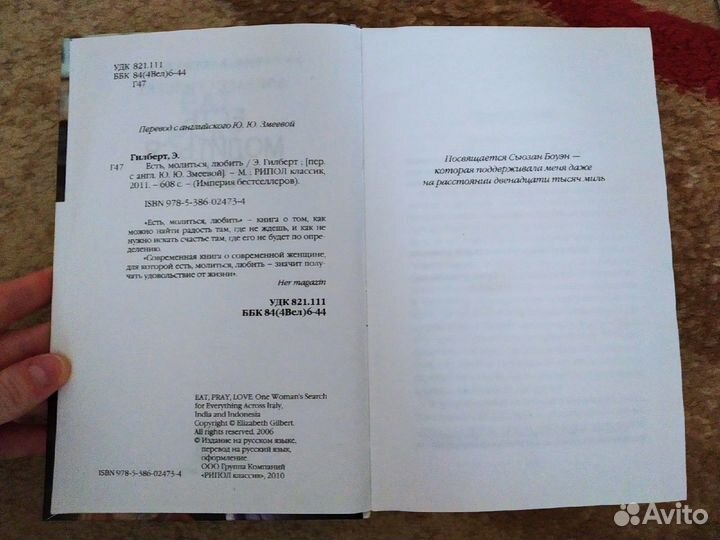 УДК 821.111
ББК 84(4Вел)6-44
Г47
Перевод с английского Ю. Ю. Змеевой
Гилберт, Э.
Г47 Есть, молиться, любить / Э. Гилберт ; [пер.
с англ. Ю. Ю. Змеевой]. – М. : РИПОЛ классик,
2011. – 608 с. – (Империя бестселлеров).
ISBN 978-5-386-02473-4
«Есть, молиться, любить» – книга о том, как
можно найти радость там, где не ждешь, и как не
нужно искать счастье там, где его не будет по опре-
делению.
«Современная книга о современной женщине,
для которой есть, молиться, любить – значит полу-
чать удовольствие от жизни».
Her magazin
УДК 821.111
ББК 84(4Вел)6-44
EAT, PRAY, LOVE: One Woman's Search
for Everything Across Italy,
India and Indonesia
Copyright © Elizabeth Gilbert.
All rights reserved, 2006
© Издание на русском языке,
перевод на русский язык,
оформление.
ООО Группа Компаний
ISBN 978-5-386-02473-4 «РИПОЛ классик», 2010
Посвящается Сьюзан Боуэн —
которая поддерживала меня даже
на расстоянии двенадцати тысяч миль
Avito